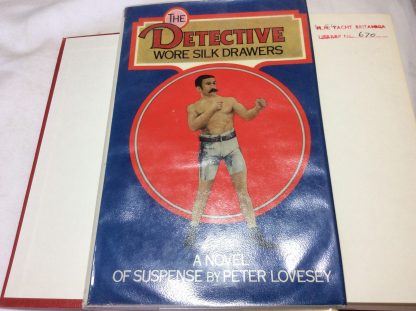 THE
DETECTIVE
WORE SILK DRAWERS
A NOVEL
OF SUSPENSE BY PETER LOVESEY
H.M. YACHT BRITANNIA
LIBRARY No. 670